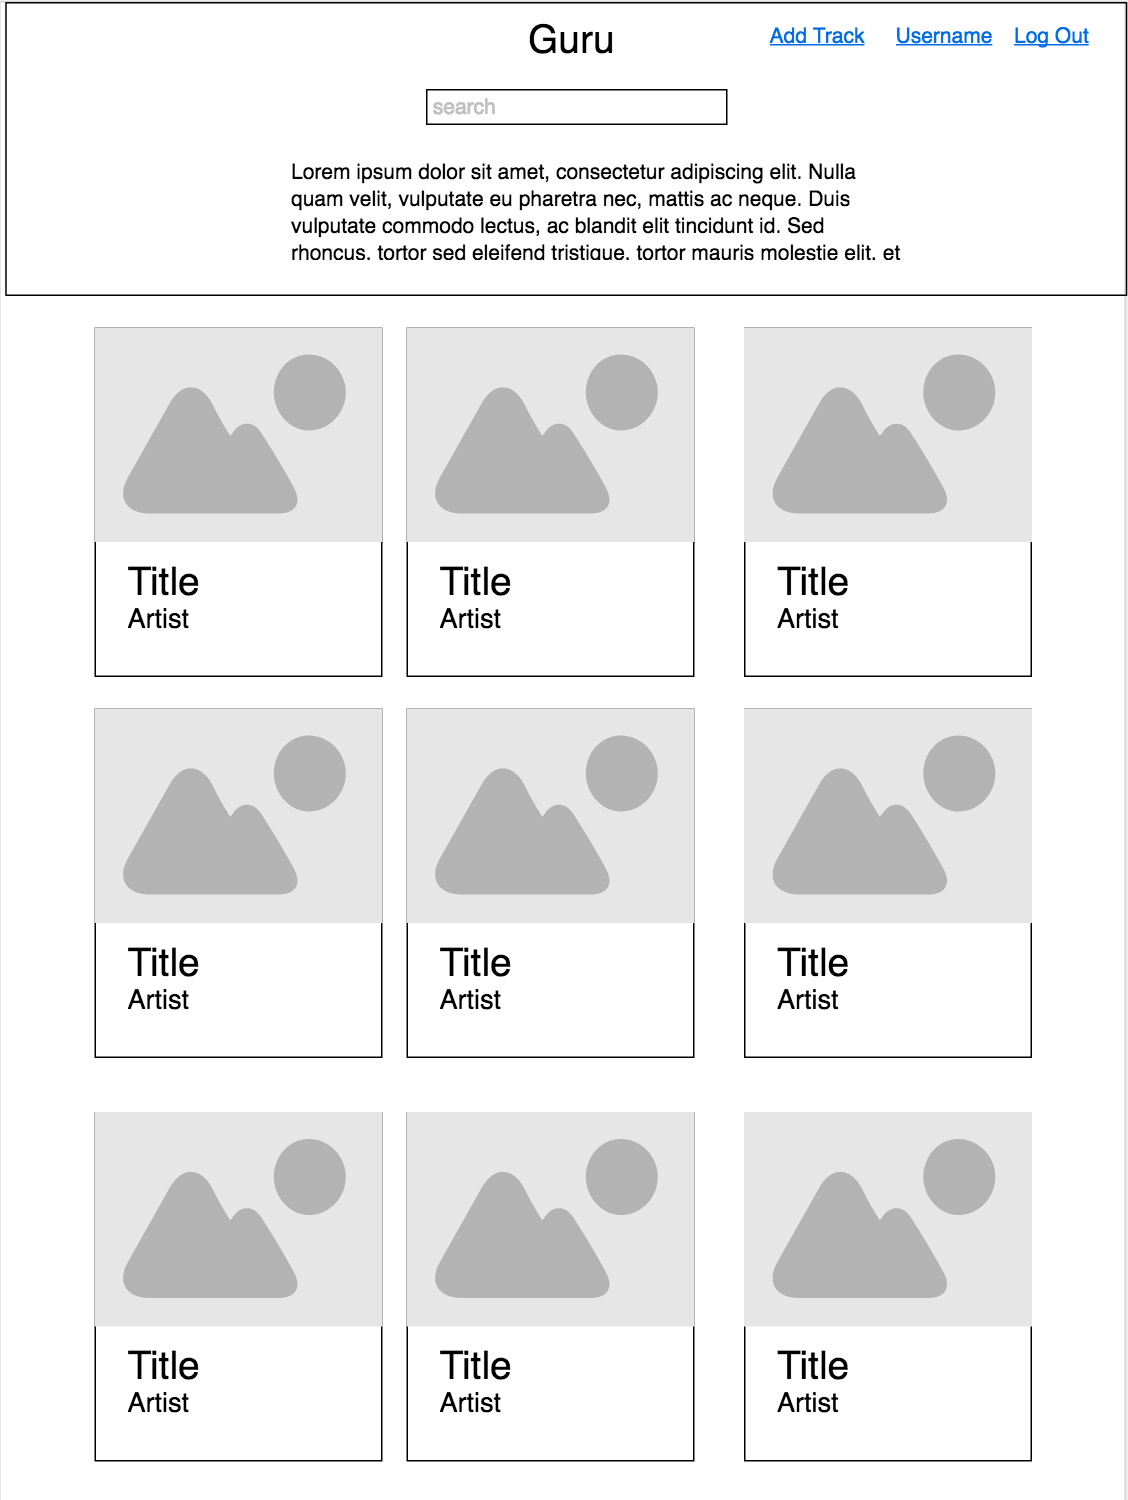 Guru
Add Track Username Log Out
search
Lorem ipsum dolor sit amet, consectetur adipiscing elit. Nulla
quam velit, vulputate eu pharetra nec, mattis ac neque. Duis
vulputate commodo lectus, ac blandit elit tincidunt id. Sed
rhoncus, tortor sed eleifend tristique, tortor mauris molestie elit, et
Title Title Title
Artist Artist Artist
Title Title Title
Artist Artist Artist
Title Title Title
Artist Artist Artist